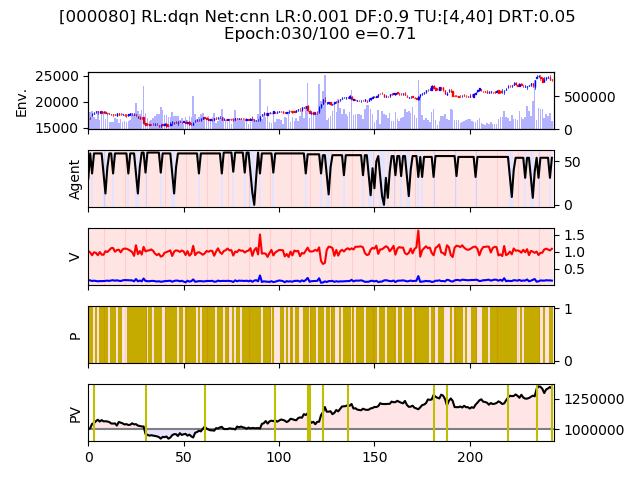 [000080] RL:dqn Net:cnn LR:0.001 DF:0.9 TU:[4,40] DRT:0.05
Epoch:030/100 e=0.71
Env.
25000
20000
15000
500000
0
Agent
50
0
V
1.5
1.0
0.5
P
1
0
PV
1250000
1000000
0
50
100
150
200